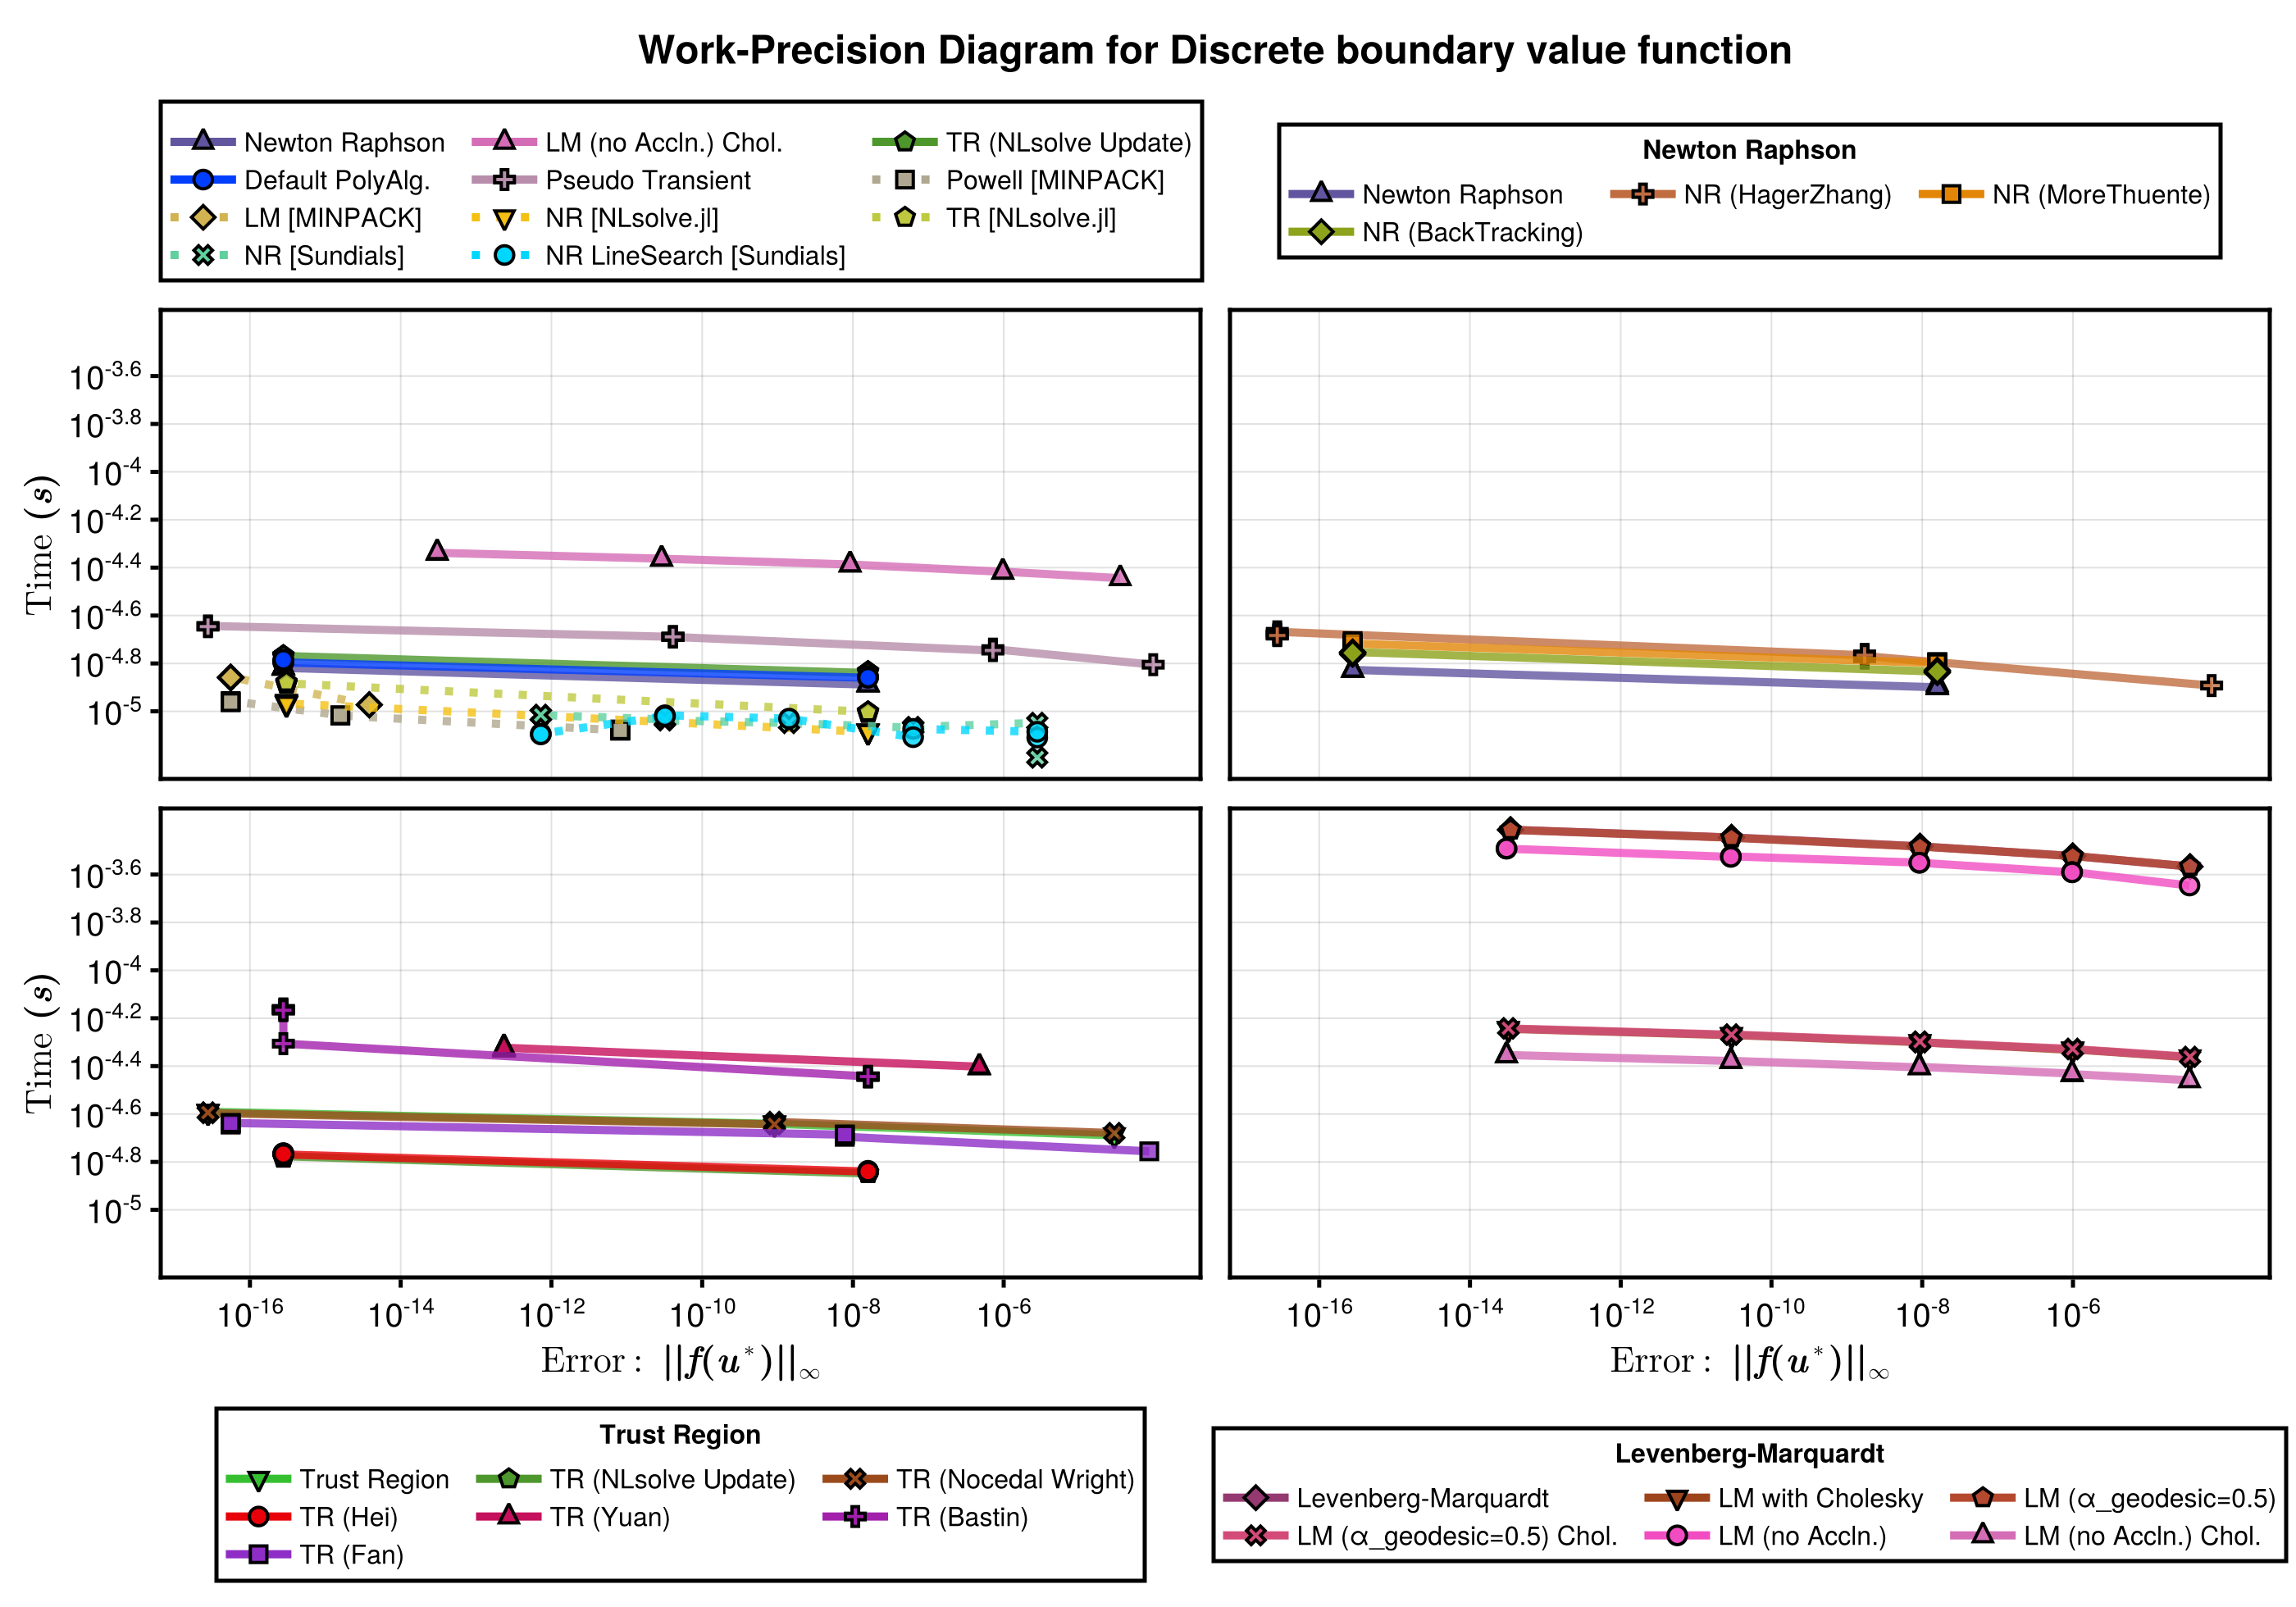 Work-Precision Diagram for Discrete boundary value function
Newton Raphson LM (no Accln.) Chol. TR (NLsolve Update)
Default PolyAlg. Pseudo Transient Powell [MINPACK]
LM [MINPACK] NR [NLsolve.jl] TR [NLsolve.jl]
NR [Sundials] NR LineSearch [Sundials]
Newton Raphson
Newton Raphson NR (HagerZhang) NR (MoreThuente)
NR (BackTracking)
10^-3.6
10^-3.8
10^-4
10^-4.2
10^-4.4
10^-4.6
10^-4.8
10^-5
Time (s)
10^-3.6
10^-3.8
10^-4
10^-4.2
10^-4.4
10^-4.6
10^-4.8
10^-5
Time (s)
10^-16 10^-14 10^-12 10^-10 10^-8 10^-6
Error: ||f(u*)||∞
10^-16 10^-14 10^-12 10^-10 10^-8 10^-6
Error: ||f(u*)||∞
Trust Region
Trust Region TR (NLsolve Update) TR (Nocedal Wright)
TR (Hei) TR (Yuan) TR (Bastin)
TR (Fan)
Levenberg-Marquardt
Levenberg-Marquardt LM with Cholesky LM (α_geodesic=0.5)
LM (α_geodesic=0.5) Chol. LM (no Accln.) LM (no Accln.) Chol.